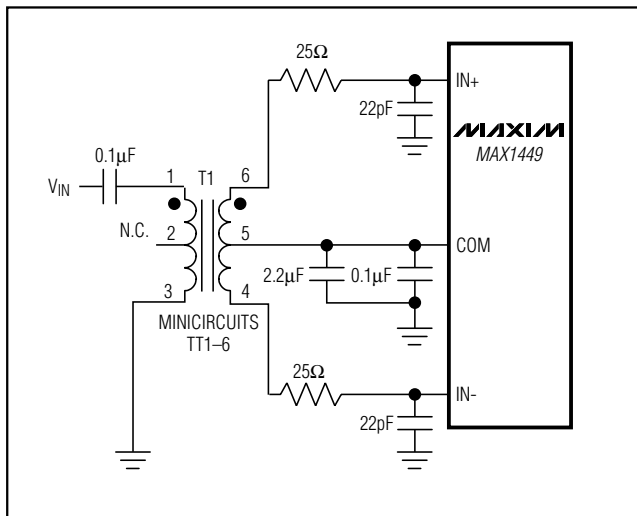 25Ω
IN+
22pF
MAXIM
MAX1449
0.1µF
1
T1
6
VIN
N.C.
2
5
COM
2.2µF
0.1µF
3
4
MINICIRCUITS
TT1–6
25Ω
IN-
22pF